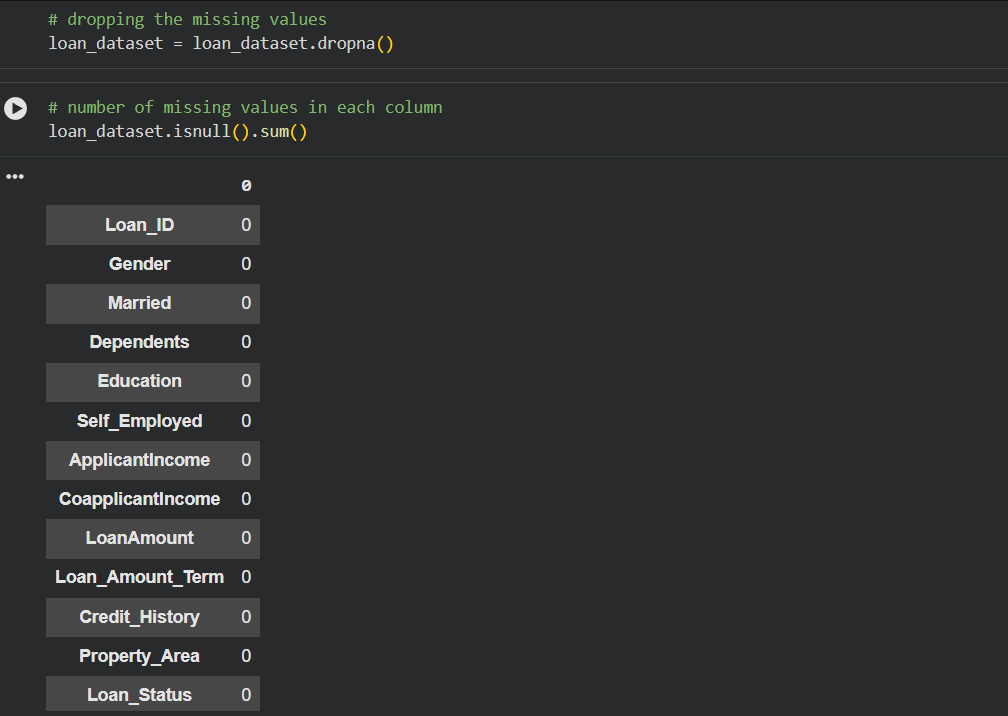 # dropping the missing values
loan_dataset = loan_dataset.dropna()
# number of missing values in each column
loan_dataset.isnull().sum()
0
Loan_ID 0
Gender 0
Married 0
Dependents 0
Education 0
Self_Employed 0
ApplicantIncome 0
CoapplicantIncome 0
LoanAmount 0
Loan_Amount_Term 0
Credit_History 0
Property_Area 0
Loan_Status 0